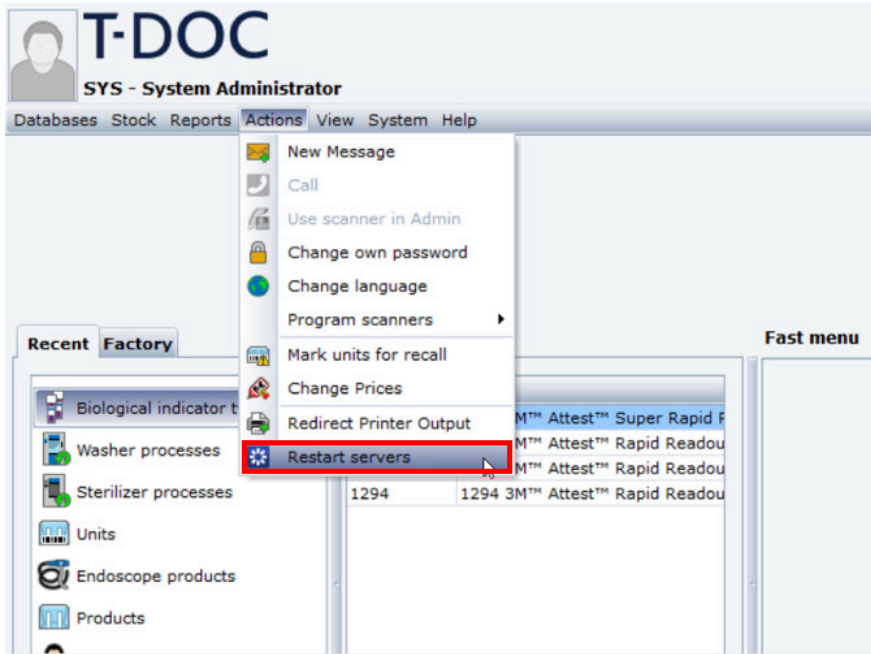 T-DOC
SYS - System Administrator
Databases Stock Reports Actions View System Help
New Message
Call
Use scanner in Admin
Change own password
Change language
Program scanners
Mark units for recall
Change Prices
Redirect Printer Output
Restart servers
Recent Factory
Fast menu
Biological indicator t
Washer processes
Sterilizer processes
Units
Endoscope products
Products
M™ Attest™ Super Rapid
M™ Attest™ Rapid Readou
M™ Attest™ Rapid Readou
1294 1294 3M™ Attest™ Rapid Readou